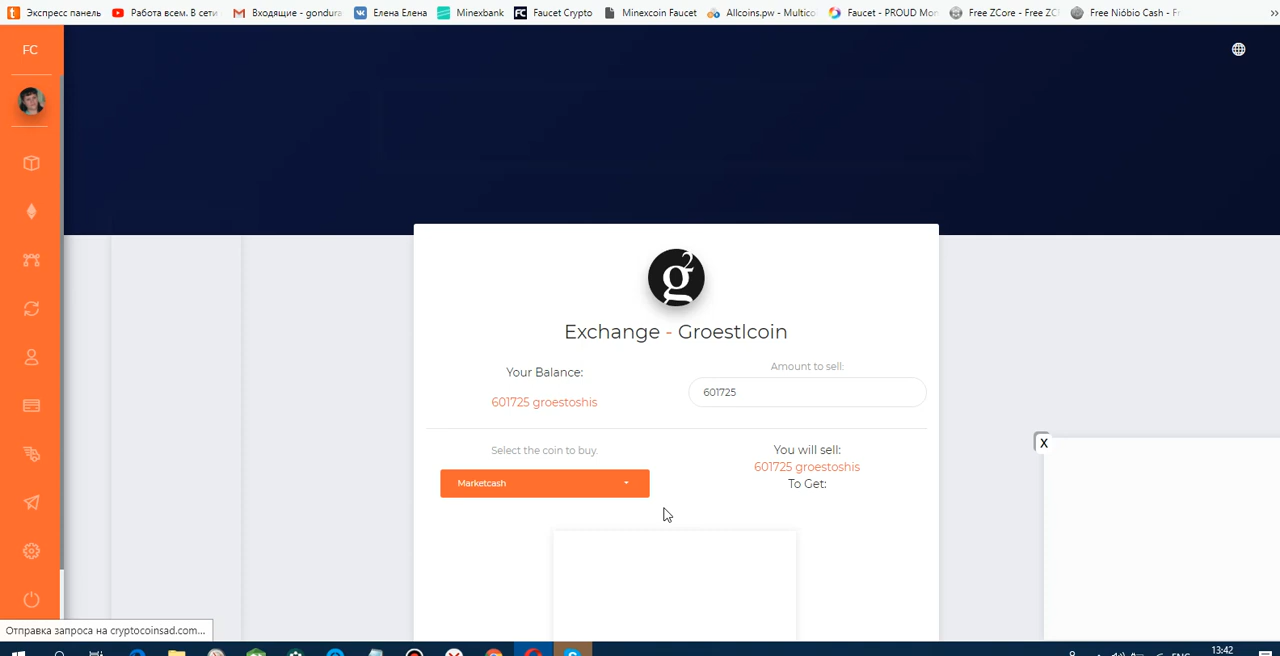 Экспресс панель Работа всем. В сети Входящие - gondura Елена Елена Minexbank Faucet Crypto Minexcoin Faucet Allcoins.pw - Multico Faucet - PROUD Mon Free ZCore - Free ZC Free Nióbio Cash - Fr »
FC
g2
Exchange - Groestlcoin
Your Balance:
601725 groestoshis
Amount to sell:
601725
Select the coin to buy.
Marketcash
You will sell:
601725 groestoshis
To Get:
X
Отправка запроса на cryptocoinsad.com...
ENG 13:42